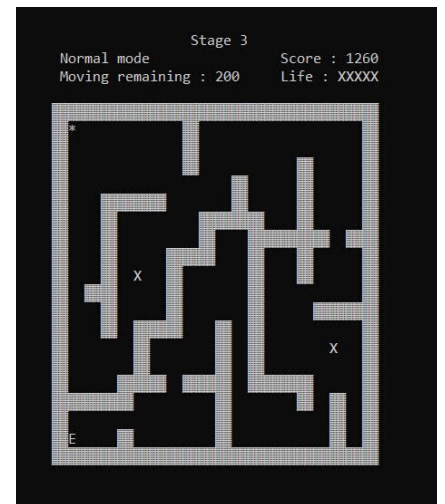 Stage 3
Normal mode Score : 1260
Moving remaining : 200 Life : XXXXX
*
X
X
E